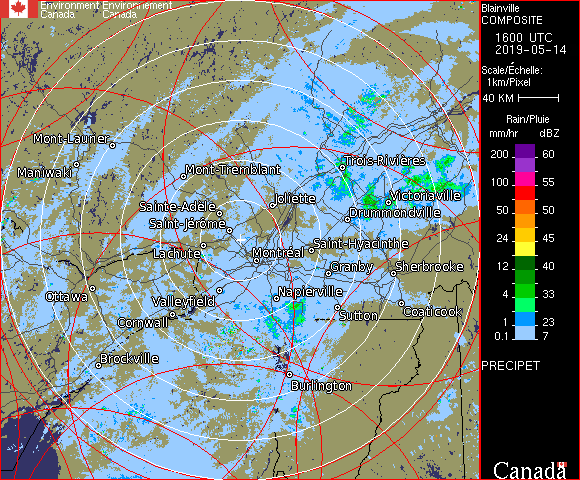 Environment Environnement
Canada Canada
Blainville
COMPOSITE
1600 UTC
2019-05-14
Scale/Échelle:
1km/Pixel
40 KM
Rain/Pluie
mm/hr dBZ
200 60
100 55
50 50
24 45
12 40
4 33
1 23
0.1 7
PRECIPET
Canada
Mont-Laurier
Maniwaki
Mont-Tremblant
Trois-Rivières
Joliette
Victoriaville
Sainte-Adèle
Drummondville
Saint-Jérôme
Saint-Hyacinthe
Lachute
Montréal
Granby
Sherbrooke
Ottawa
Valleyfield
Napierville
Coaticook
Cornwall
Sutton
Brockville
Burlington